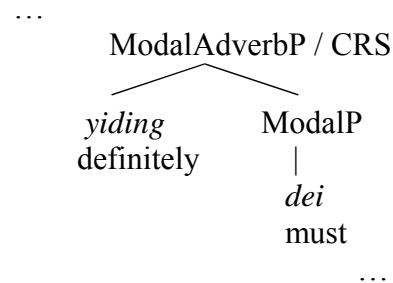 …
ModalAdverbP / CRS
yiding ModalP
definitely
dei
must
…